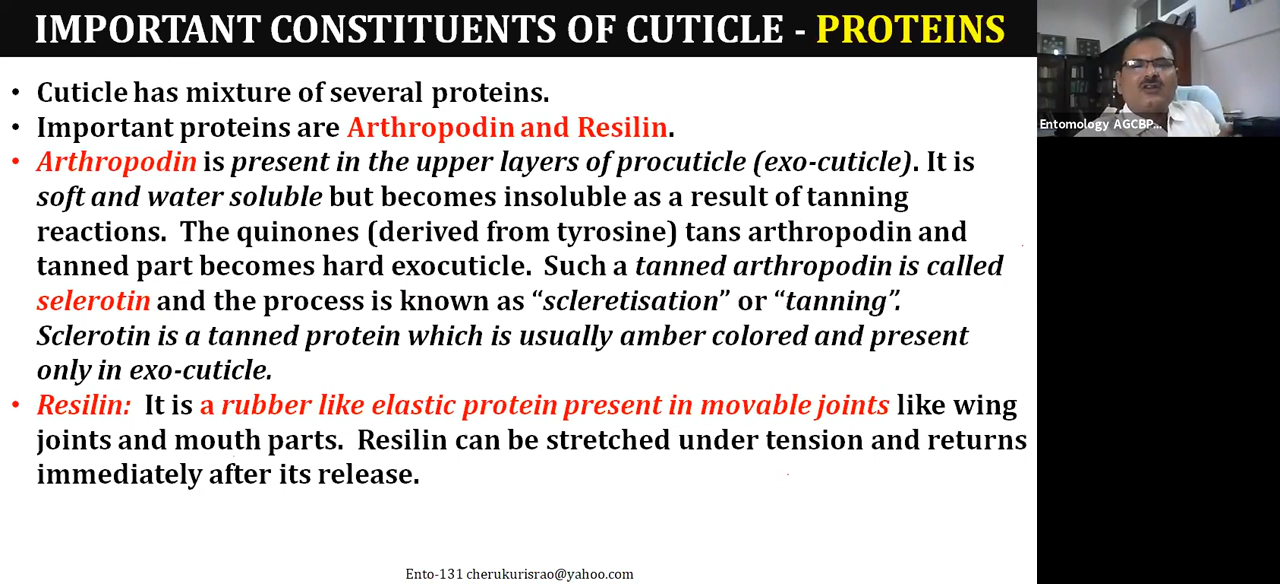 IMPORTANT CONSTITUENTS OF CUTICLE - PROTEINS
• Cuticle has mixture of several proteins.
• Important proteins are Arthropodin and Resilin.
• Arthropodin is present in the upper layers of procuticle (exo-cuticle). It is
soft and water soluble but becomes insoluble as a result of tanning
reactions. The quinones (derived from tyrosine) tans arthropodin and
tanned part becomes hard exocuticle. Such a tanned arthropodin is called
selerotin and the process is known as “scleretisation” or “tanning”.
Sclerotin is a tanned protein which is usually amber colored and present
only in exo-cuticle.
• Resilin: It is a rubber like elastic protein present in movable joints like wing
joints and mouth parts. Resilin can be stretched under tension and returns
immediately after its release.
Ento-131 cherukurisrao@yahoo.com
Entomology AGCBP...